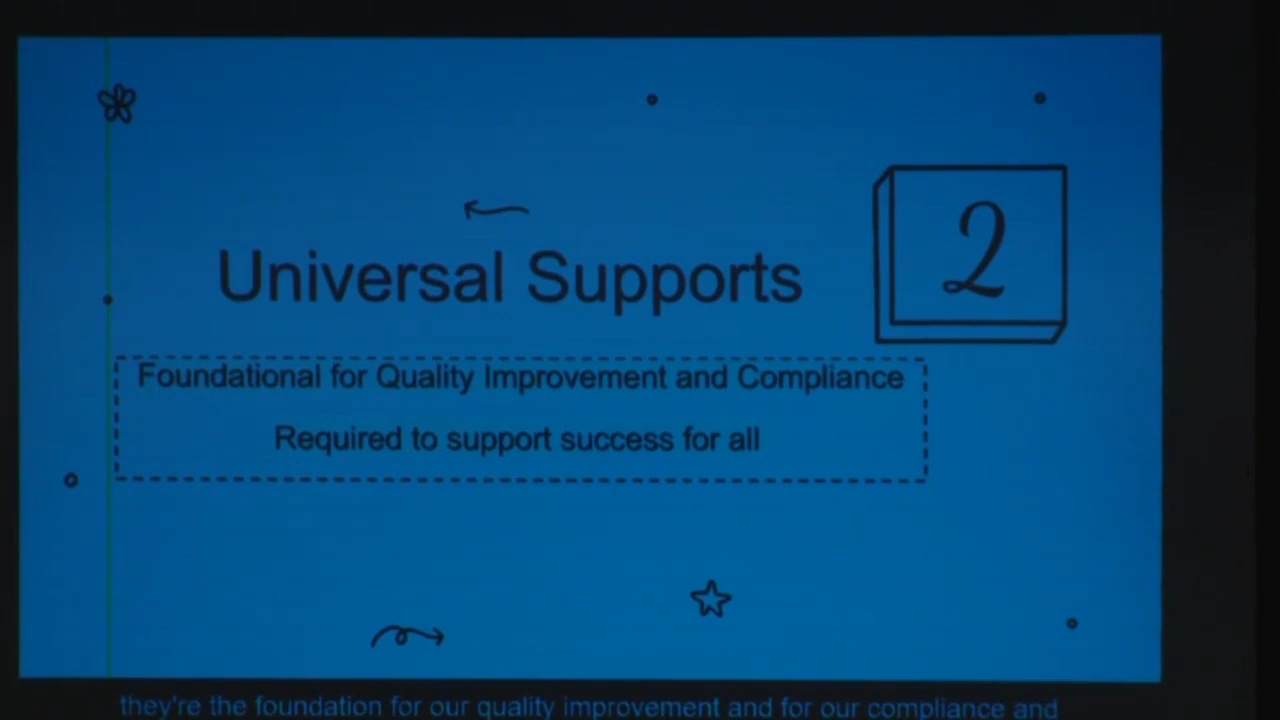 2
Universal Supports
Foundational for Quality Improvement and Compliance
Required to support success for all
they're the foundation for our quality improvement and for our compliance and